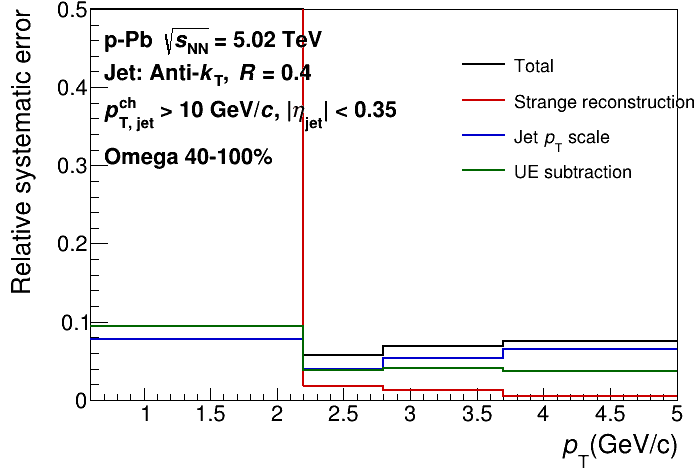 Relative systematic error
0.5
0.4
0.3
0.2
0.1
0
p-Pb √sNN = 5.02 TeV
Jet: Anti-kT, R = 0.4
p ch T, jet > 10 GeV/c, |ηjet| < 0.35
Omega 40-100%
Total
Strange reconstruction
Jet pT scale
UE subtraction
1 1.5 2 2.5 3 3.5 4 4.5 5
pT(GeV/c)